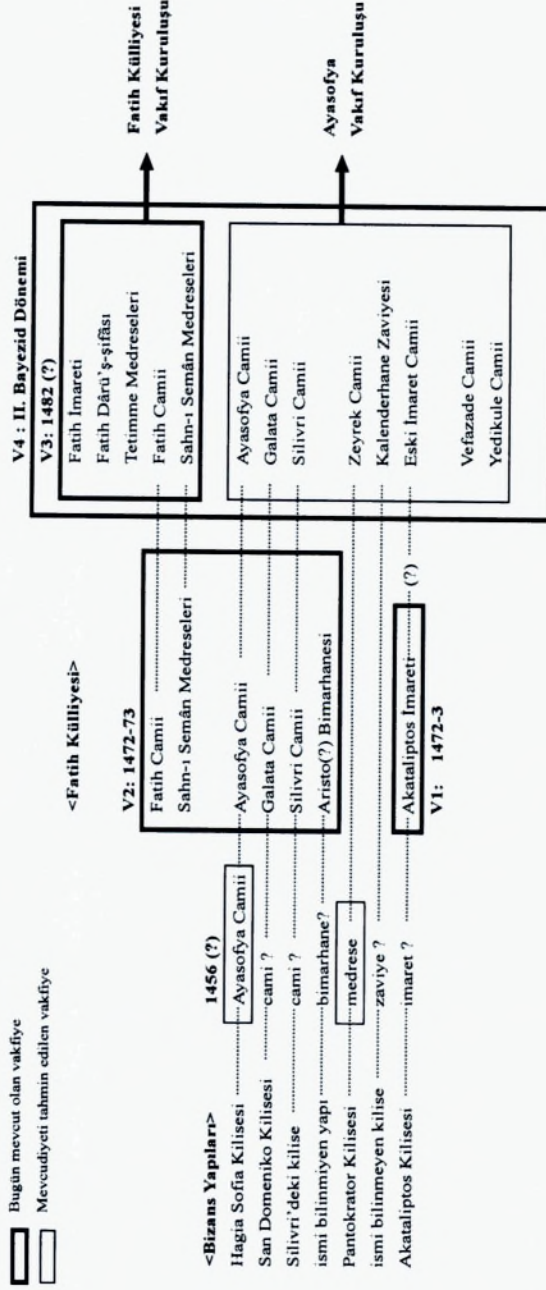 Bugün mevcut olan vakfiye
Mevcudiyeti tahmin edilen vakfiye
<Bizans Yapıları>
1456 (?)
Hagia Sofia Kilisesi Ayasofya Camii
San Domeniko Kilisesi cami ?
Silivri'deki kilise cami ?
ismi bilinmiyen yapı bimarhane?
Pantokrator Kilisesi medrese
ismi bilinmeyen kilise zaviye ?
Akataliptos Kilisesi imaret ?
<Fatih Külliyesi>
V2: 1472-73
Fatih Camii
Sahn-ı Semân Medreseleri
Ayasofya Camii
Galata Camii
Silivri Camii
Aristo(?) Bimarhanesi
Akataliptos İmareti (?)
V1: 1472-3
V4 : II. Bayezid Dönemi
V3: 1482 (?)
Fatih İmareti
Fatih Dârü'ş-şifâsı
Tetimme Medreseleri
Fatih Camii
Sahn-ı Semân Medreseleri
Ayasofya Camii
Galata Camii
Silivri Camii
Zeyrek Camii
Kalenderhane Zaviyesi
Eski İmaret Camii
Vefazade Camii
Yedikule Camii
Fatih Külliyesi
Vakıf Kuruluşu
Ayasofya
Vakıf Kuruluşu